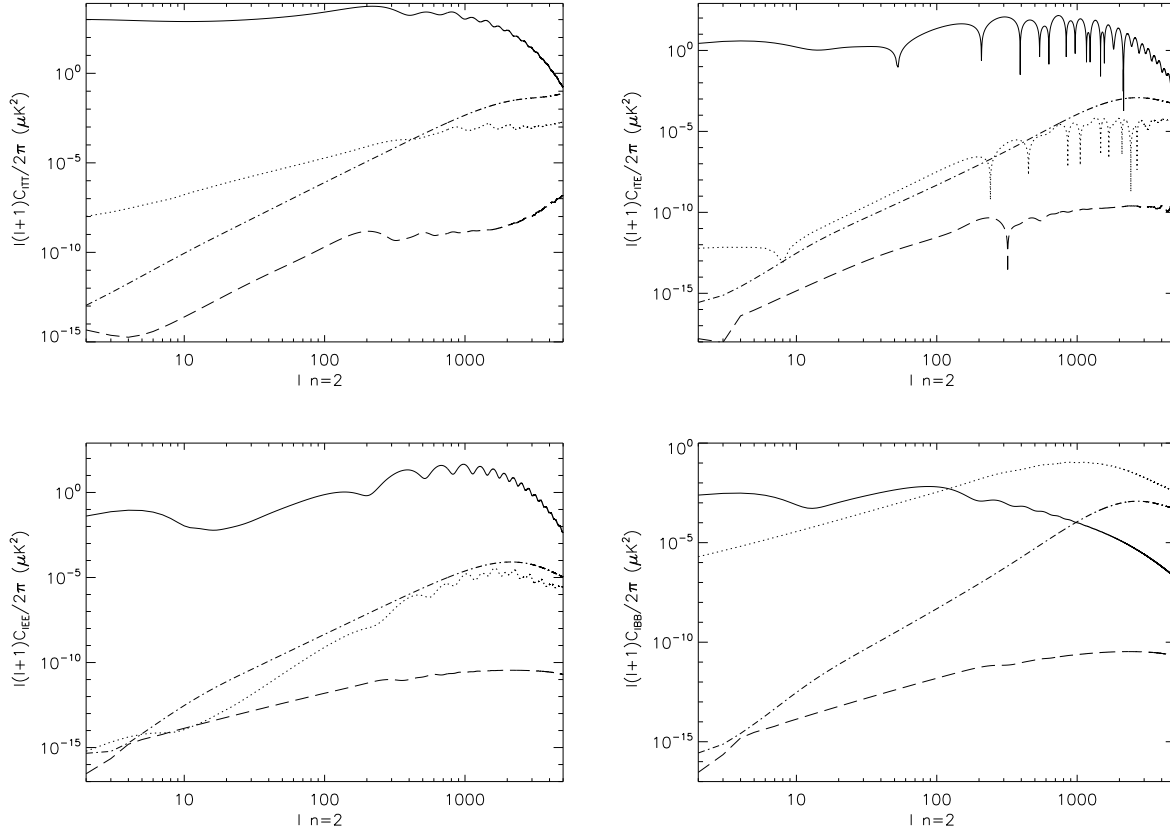 l(l+1)C_lTT/2π (μK²)
10⁰
10⁻⁵
10⁻¹⁰
10⁻¹⁵
10 100 1000
l n=2
l(l+1)C_lTE/2π (μK²)
10⁰
10⁻⁵
10⁻¹⁰
10⁻¹⁵
10 100 1000
l n=2
l(l+1)C_lEE/2π (μK²)
10⁰
10⁻⁵
10⁻¹⁰
10⁻¹⁵
10 100 1000
l n=2
l(l+1)C_lBB/2π (μK²)
10⁰
10⁻⁵
10⁻¹⁰
10⁻¹⁵
10 100 1000
l n=2